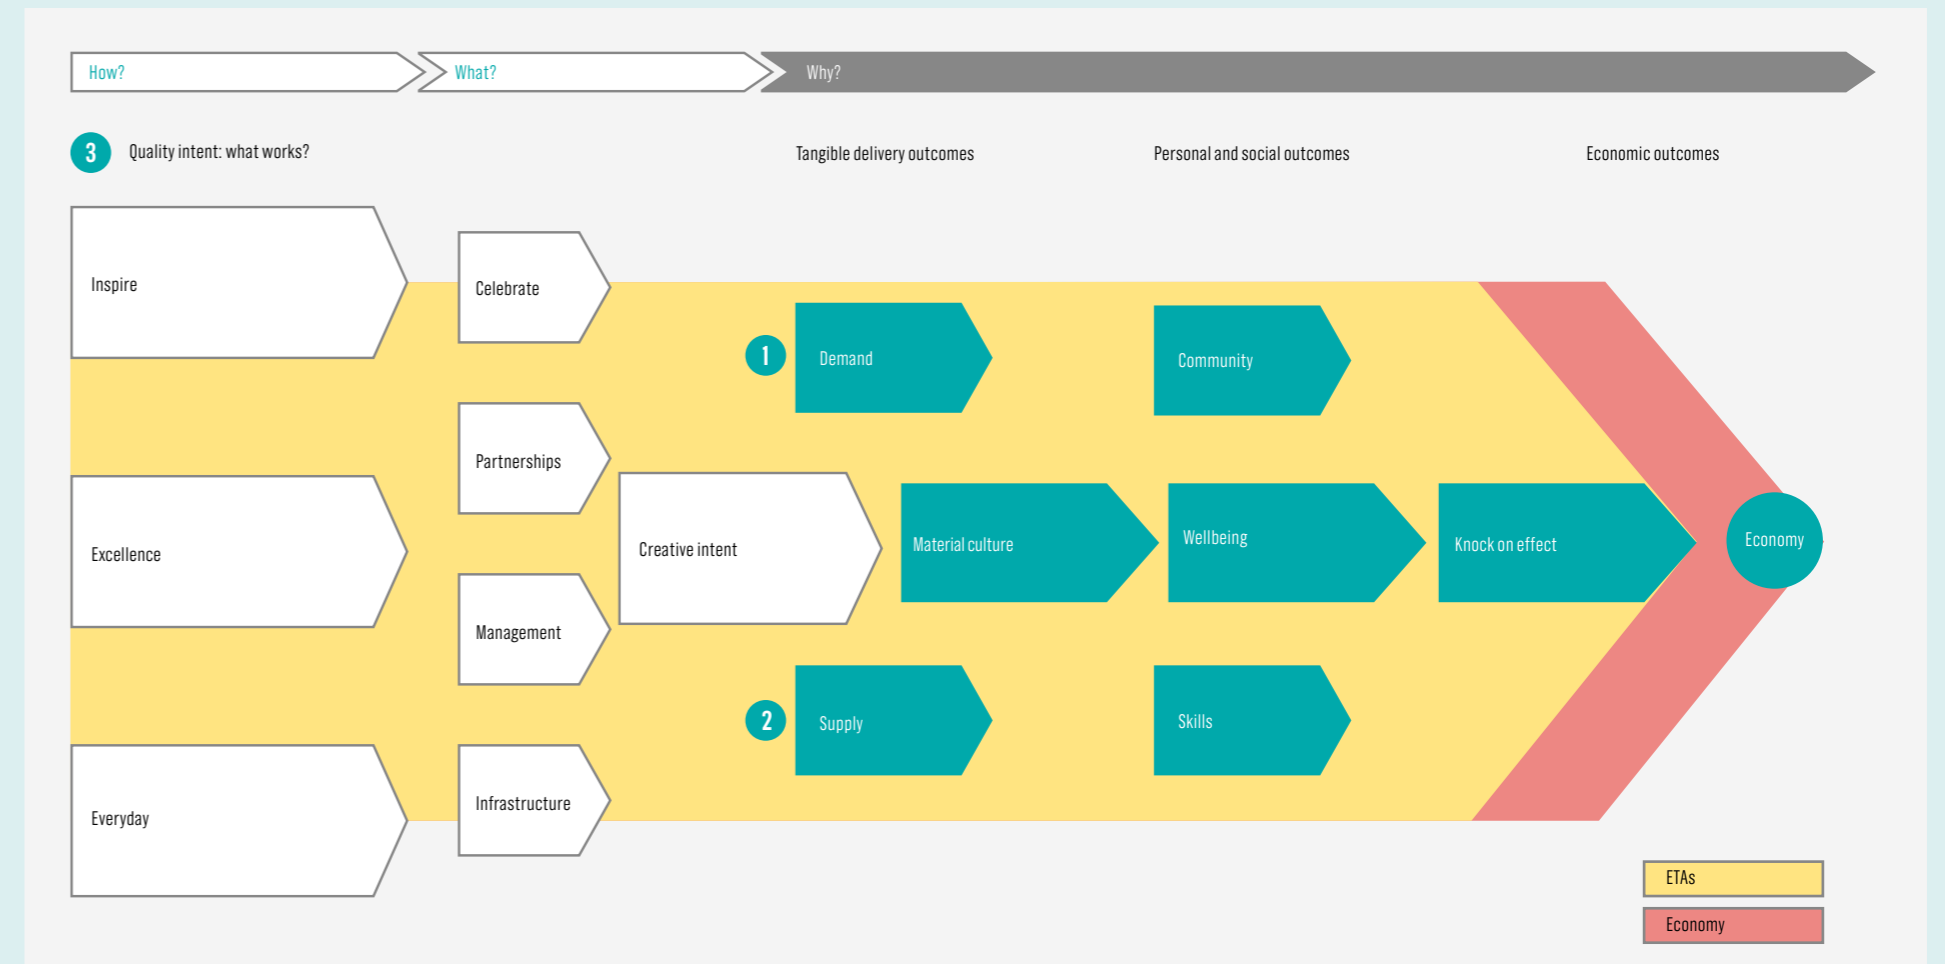 How?
What?
Why?
3
Quality intent: what works?
Tangible delivery outcomes
Personal and social outcomes
Economic outcomes
Inspire
Celebrate
1
Demand
Community
Partnerships
Excellence
Creative intent
Material culture
Wellbeing
Knock on effect
Economy
Management
2
Supply
Skills
Everyday
Infrastructure
ETAs
Economy